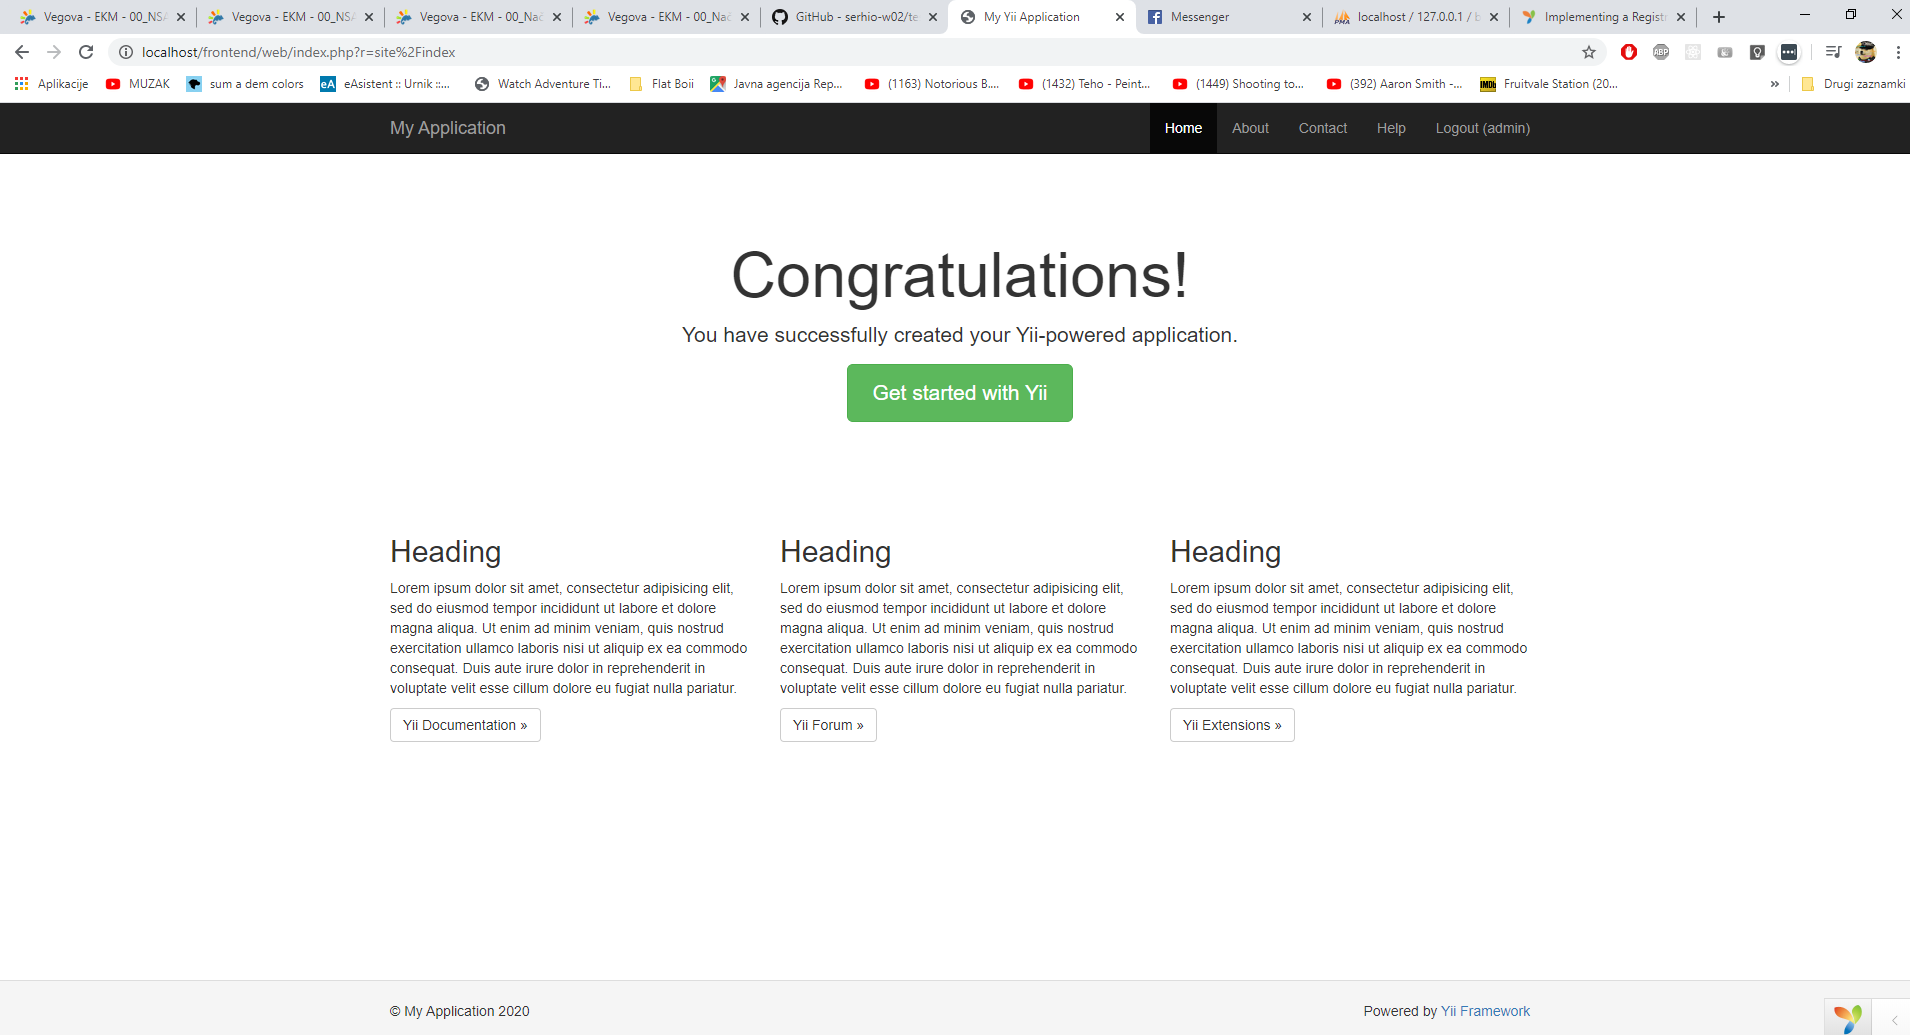 Vegova - EKM - 00_NSA
Vegova - EKM - 00_NSA
Vegova - EKM - 00_Nač
Vegova - EKM - 00_Nač
GitHub - serhio-w02/te
My Yii Application
Messenger
localhost / 127.0.0.1 / b
Implementing a Registr
localhost/frontend/web/index.php?r=site%2Findex
ABP
Aplikacije
MUZAK
sum a dem colors
eA
eAsistent :: Urnik ::...
Watch Adventure Ti...
Flat Boii
Javna agencija Rep...
(1163) Notorious B....
(1432) Teho - Peint...
(1449) Shooting to...
(392) Aaron Smith -...
IMDb
Fruitvale Station (20...
»
Drugi zaznamki
My Application
Home
About
Contact
Help
Logout (admin)
Congratulations!
You have successfully created your Yii-powered application.
Get started with Yii
Heading
Lorem ipsum dolor sit amet, consectetur adipisicing elit,
sed do eiusmod tempor incididunt ut labore et dolore
magna aliqua. Ut enim ad minim veniam, quis nostrud
exercitation ullamco laboris nisi ut aliquip ex ea commodo
consequat. Duis aute irure dolor in reprehenderit in
voluptate velit esse cillum dolore eu fugiat nulla pariatur.
Yii Documentation »
Heading
Lorem ipsum dolor sit amet, consectetur adipisicing elit,
sed do eiusmod tempor incididunt ut labore et dolore
magna aliqua. Ut enim ad minim veniam, quis nostrud
exercitation ullamco laboris nisi ut aliquip ex ea commodo
consequat. Duis aute irure dolor in reprehenderit in
voluptate velit esse cillum dolore eu fugiat nulla pariatur.
Yii Forum »
Heading
Lorem ipsum dolor sit amet, consectetur adipisicing elit,
sed do eiusmod tempor incididunt ut labore et dolore
magna aliqua. Ut enim ad minim veniam, quis nostrud
exercitation ullamco laboris nisi ut aliquip ex ea commodo
consequat. Duis aute irure dolor in reprehenderit in
voluptate velit esse cillum dolore eu fugiat nulla pariatur.
Yii Extensions »
© My Application 2020
Powered by Yii Framework